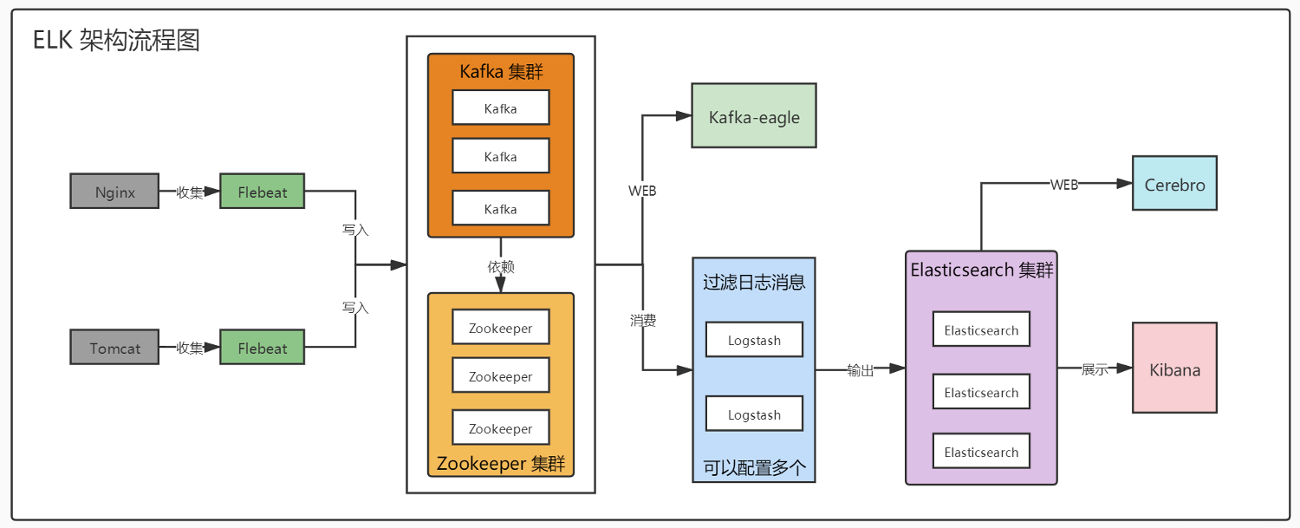 ELK 架构流程图
Nginx
收集
Flebeat
写入
Tomcat
收集
Flebeat
写入
Kafka 集群
Kafka
Kafka
Kafka
依赖
Zookeeper
Zookeeper
Zookeeper
Zookeeper 集群
WEB
Kafka-eagle
消费
过滤日志消息
Logstash
Logstash
可以配置多个
输出
Elasticsearch 集群
Elasticsearch
Elasticsearch
Elasticsearch
WEB
Cerebro
展示
Kibana